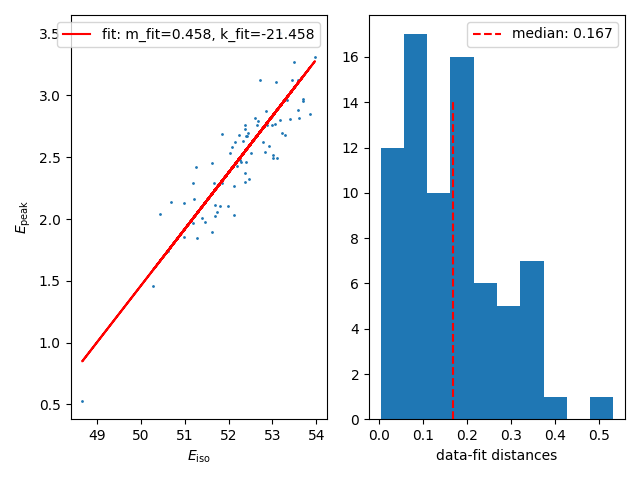 fit: m_fit=0.458, k_fit=-21.458
3.5
3.0
2.5
2.0
1.5
1.0
0.5
E_peak
49 50 51 52 53 54
E_iso
median: 0.167
16
14
12
10
8
6
4
2
0
0.0 0.1 0.2 0.3 0.4 0.5
data-fit distances